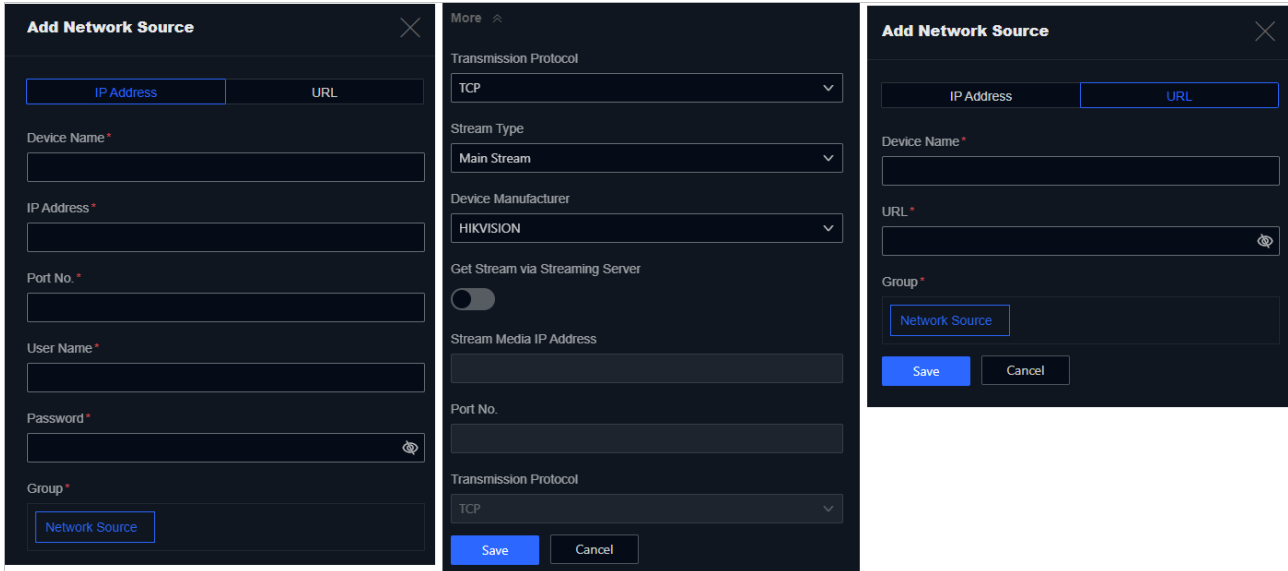 Add Network Source
IP Address URL
Device Name*
IP Address*
Port No.*
User Name*
Password*
Group*
Network Source
More
Transmission Protocol
TCP
Stream Type
Main Stream
Device Manufacturer
HIKVISION
Get Stream via Streaming Server
Stream Media IP Address
Port No.
Transmission Protocol
TCP
Save Cancel
Add Network Source
IP Address URL
Device Name*
URL*
Group*
Network Source
Save Cancel